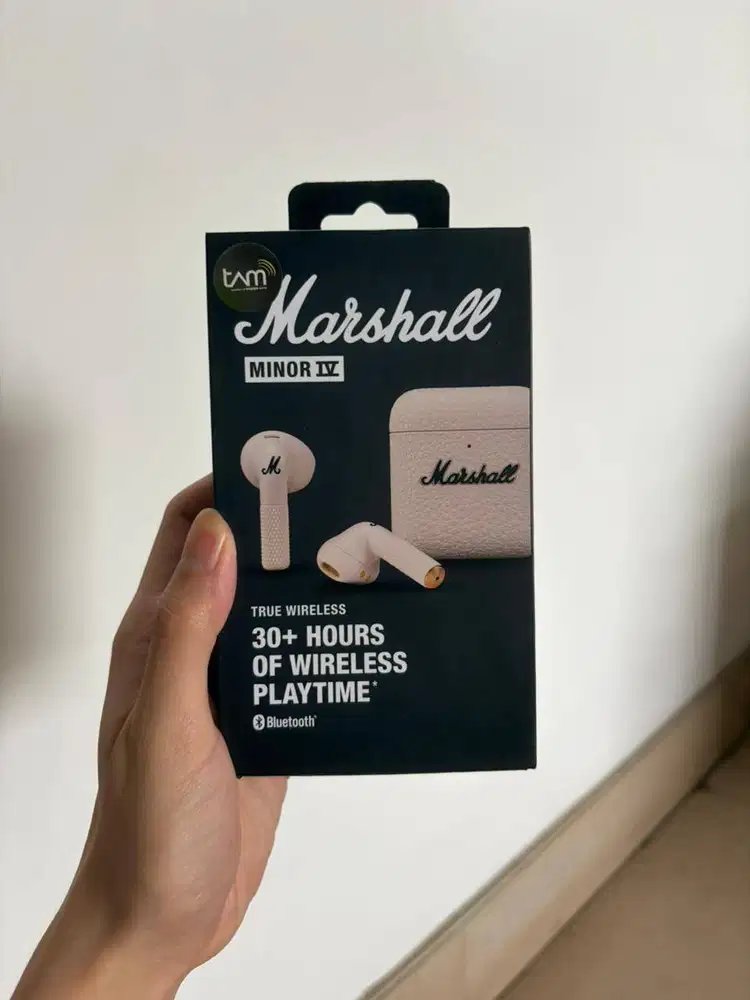 tam
Marshall
MINOR IV
M
Marshall
TRUE WIRELESS
30+ HOURS
OF WIRELESS
PLAYTIME*
Bluetooth®